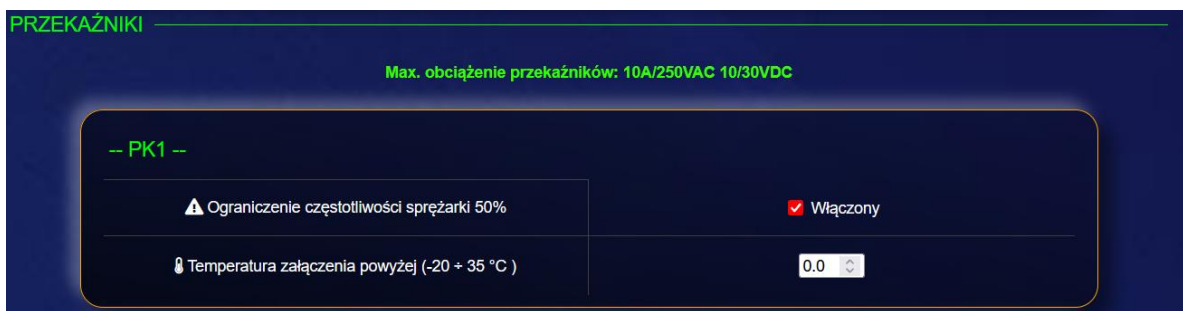 PRZEKAŹNIKI
Max. obciążenie przekaźników: 10A/250VAC 10/30VDC
-- PK1 --
Ograniczenie częstotliwości sprężarki 50%
Włączony
Temperatura załączenia powyżej (-20 ÷ 35 °C )
0.0